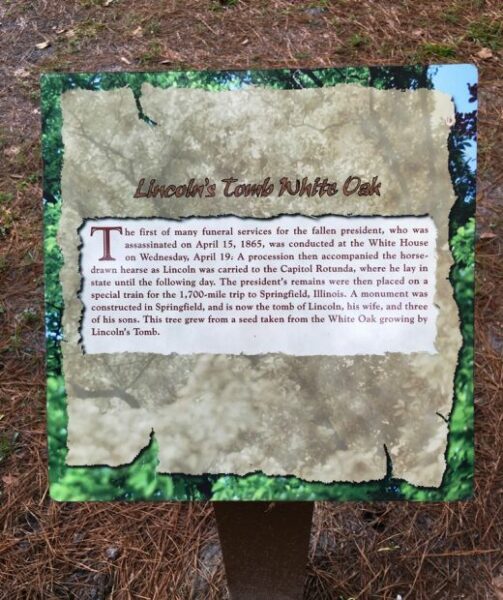 Lincoln's Tomb White Oak
The first of many funeral services for the fallen president, who was
assassinated on April 15, 1865, was conducted at the White House
on Wednesday, April 19. A procession then accompanied the horse-
drawn hearse as Lincoln was carried to the Capitol Rotunda, where he lay in
state until the following day. The president's remains were then placed on a
special train for the 1,700-mile trip to Springfield, Illinois. A monument was
constructed in Springfield, and is now the tomb of Lincoln, his wife, and three
of his sons. This tree grew from a seed taken from the White Oak growing by
Lincoln's Tomb.